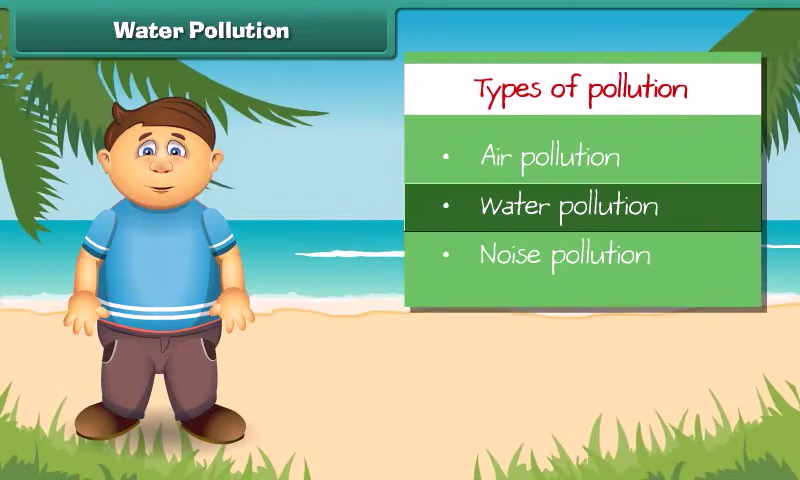 Water Pollution
Types of pollution
• Air pollution
• Water pollution
• Noise pollution